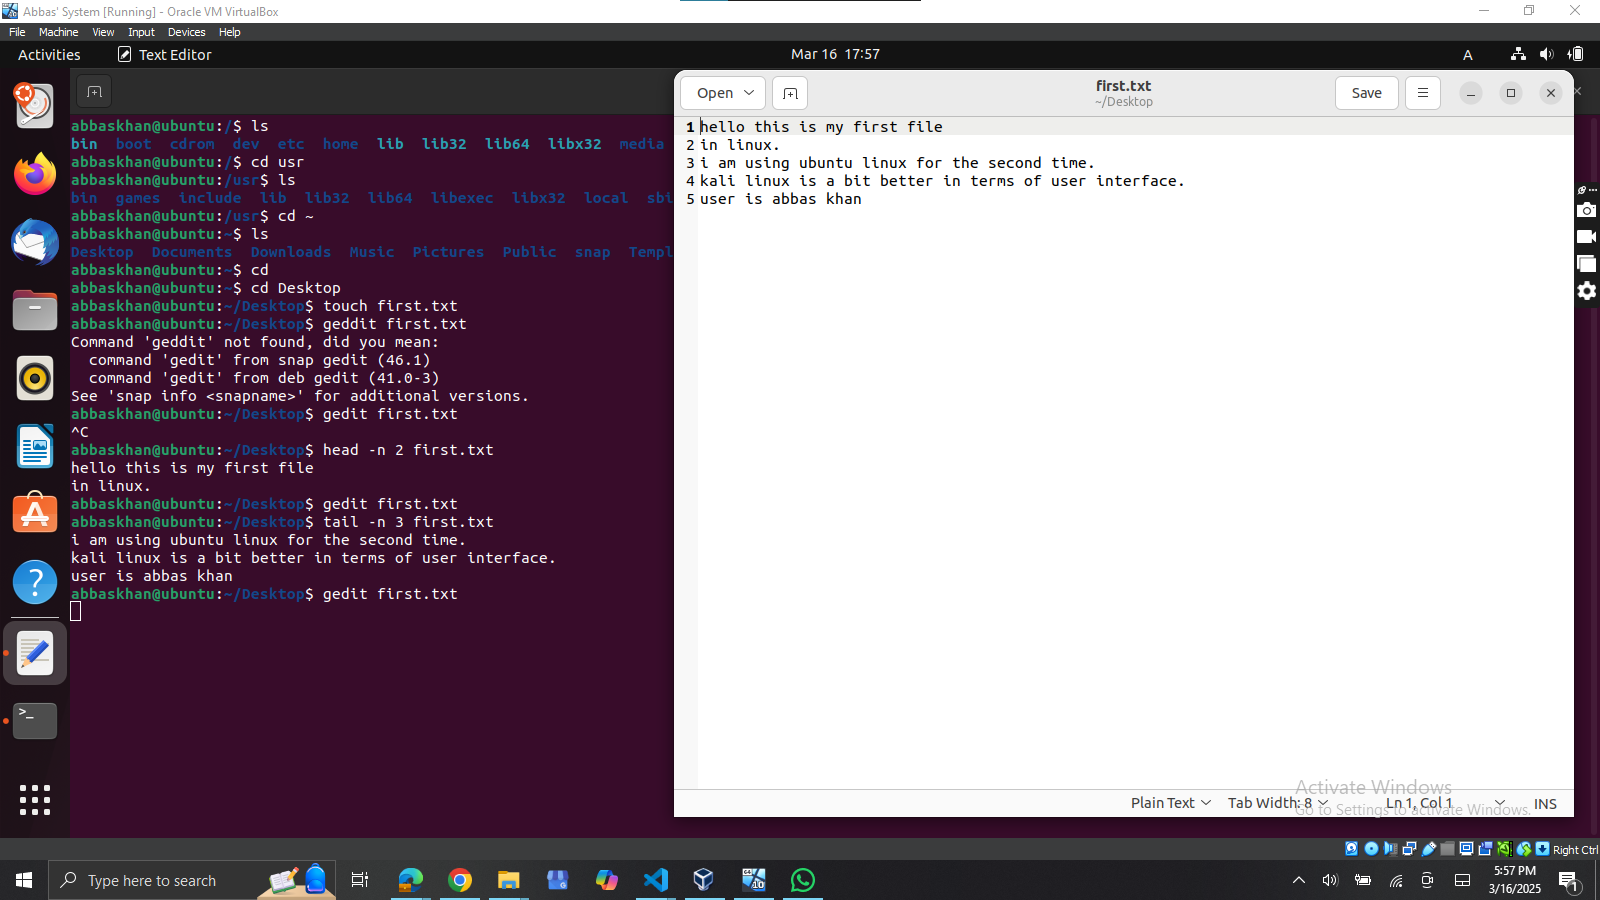 Abbas' System [Running] - Oracle VM VirtualBox
File Machine View Input Devices Help
Activities Text Editor Mar 16 17:57 A
abbaskhan@ubuntu:/$ ls
bin boot cdrom dev etc home lib lib32 lib64 libx32 media
abbaskhan@ubuntu:/$ cd usr
abbaskhan@ubuntu:/usr$ ls
bin games include lib lib32 lib64 libexec libx32 local sbi
abbaskhan@ubuntu:/usr$ cd ~
abbaskhan@ubuntu:~$ ls
Desktop Documents Downloads Music Pictures Public snap Templ
abbaskhan@ubuntu:~$ cd
abbaskhan@ubuntu:~$ cd Desktop
abbaskhan@ubuntu:~/Desktop$ touch first.txt
abbaskhan@ubuntu:~/Desktop$ geddit first.txt
Command 'geddit' not found, did you mean:
command 'gedit' from snap gedit (46.1)
command 'gedit' from deb gedit (41.0-3)
See 'snap info <snapname>' for additional versions.
abbaskhan@ubuntu:~/Desktop$ gedit first.txt
^C
abbaskhan@ubuntu:~/Desktop$ head -n 2 first.txt
hello this is my first file
in linux.
abbaskhan@ubuntu:~/Desktop$ gedit first.txt
abbaskhan@ubuntu:~/Desktop$ tail -n 3 first.txt
i am using ubuntu linux for the second time.
kali linux is a bit better in terms of user interface.
user is abbas khan
abbaskhan@ubuntu:~/Desktop$ gedit first.txt
Open first.txt Save
~/Desktop
1 hello this is my first file
2 in linux.
3 i am using ubuntu linux for the second time.
4 kali linux is a bit better in terms of user interface.
5 user is abbas khan
Activate Windows
Go to Settings to activate Windows.
Plain Text Tab Width: 8 Ln 1, Col 1 INS
Right Ctrl
Type here to search
5:57 PM
3/16/2025
1